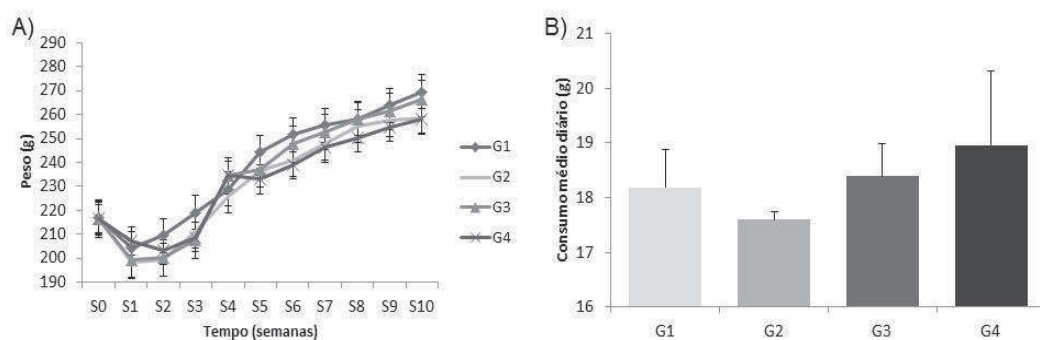 A)
Peso (g)
290
280
270
260
250
240
230
220
210
200
190
S0 S1 S2 S3 S4 S5 S6 S7 S8 S9 S10
Tempo (semanas)
G1
G2
G3
G4
B)
Consumo médio diário (g)
21
20
19
18
17
16
G1 G2 G3 G4